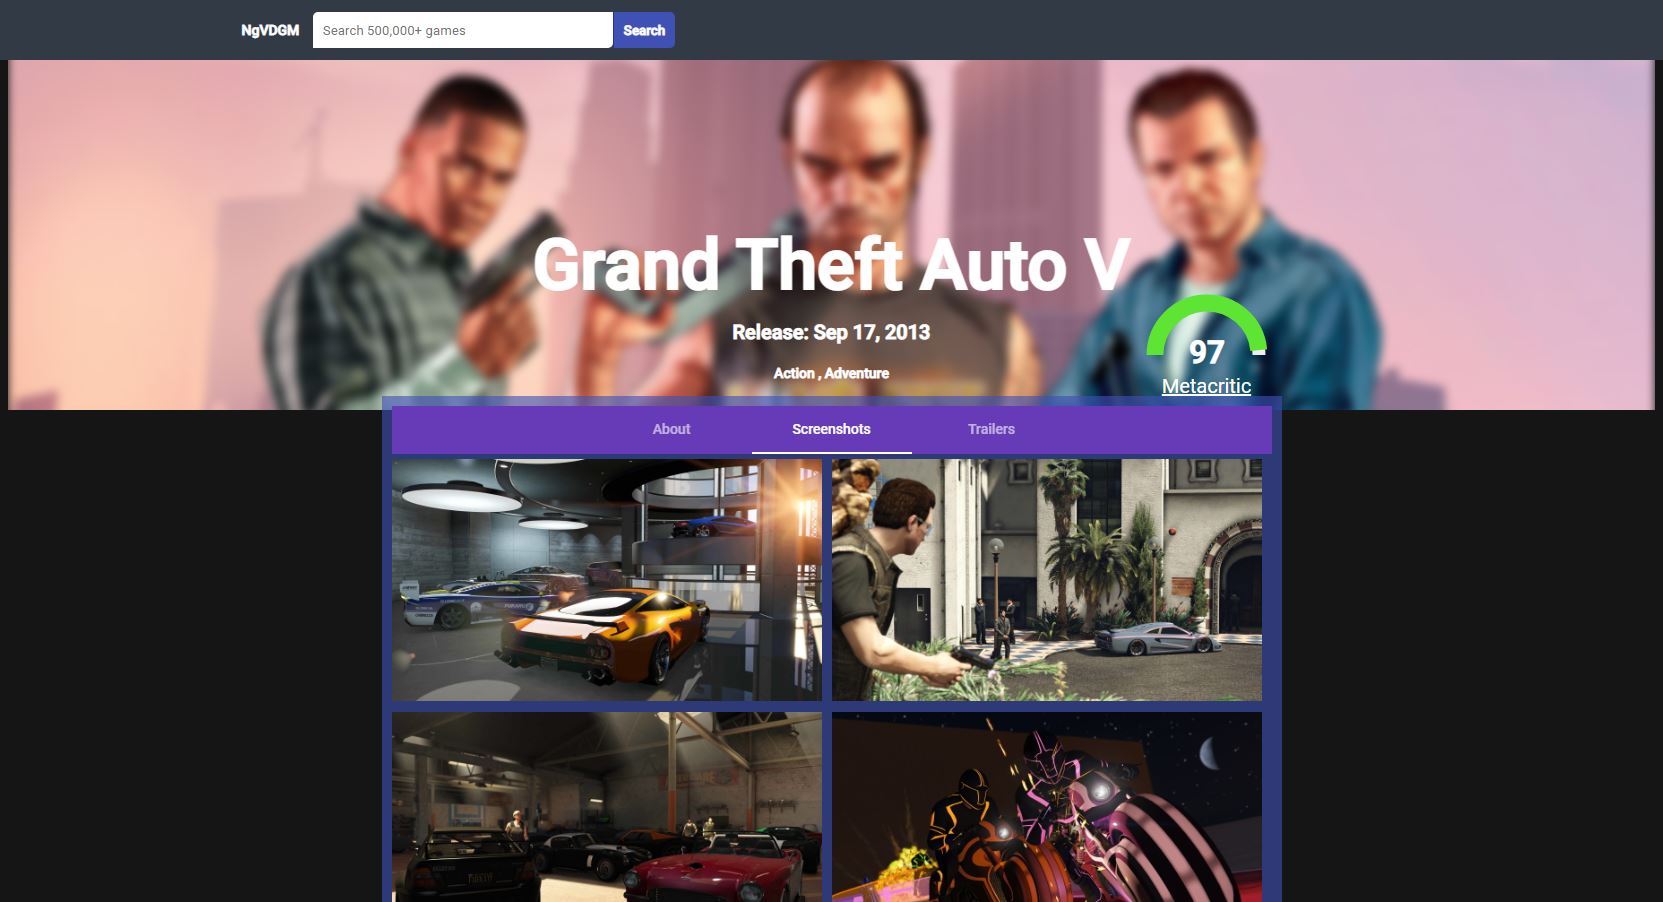 NgVDGM Search 500,000+ games Search
Grand Theft Auto V
Release: Sep 17, 2013
Action , Adventure
97
Metacritic
About Screenshots Trailers